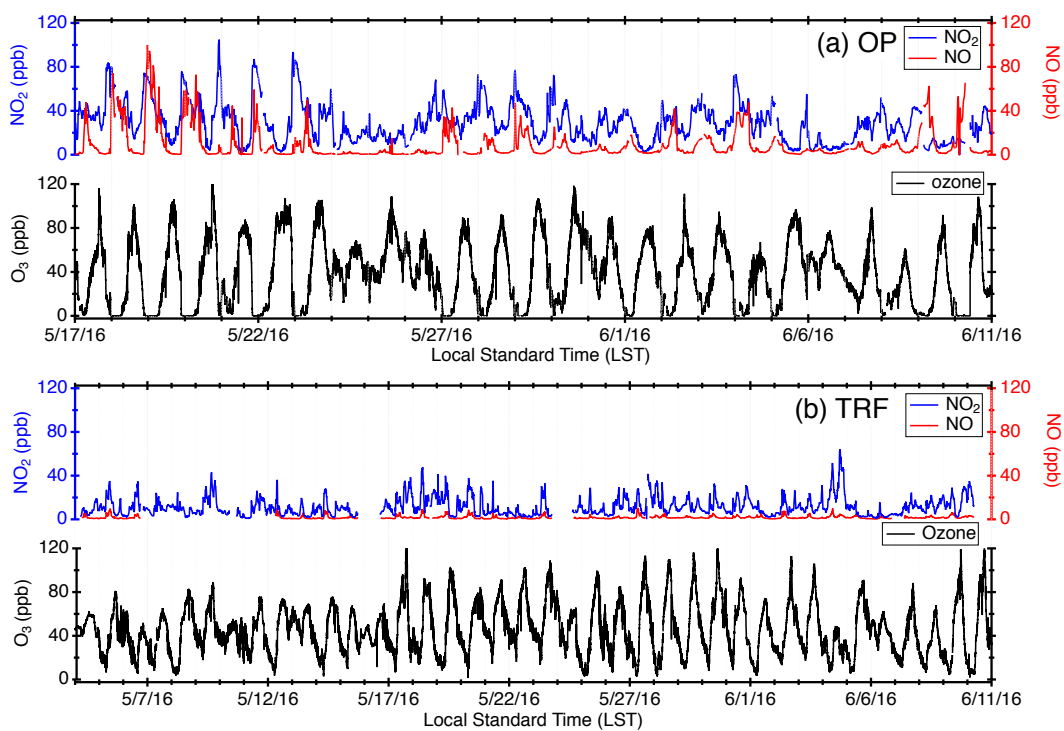 (a) OP
NO₂
NO
NO₂ (ppb)
120
80
40
0
120
80
40
0
NO (ppb)
ozone
O₃ (ppb)
120
80
40
0
5/17/16 5/22/16 5/27/16 6/1/16 6/6/16 6/11/16
Local Standard Time (LST)
(b) TRF
NO₂
NO
NO₂ (ppb)
120
80
40
0
120
80
40
0
NO (ppb)
Ozone
O₃ (ppb)
120
80
40
0
5/7/16 5/12/16 5/17/16 5/22/16 5/27/16 6/1/16 6/6/16 6/11/16
Local Standard Time (LST)